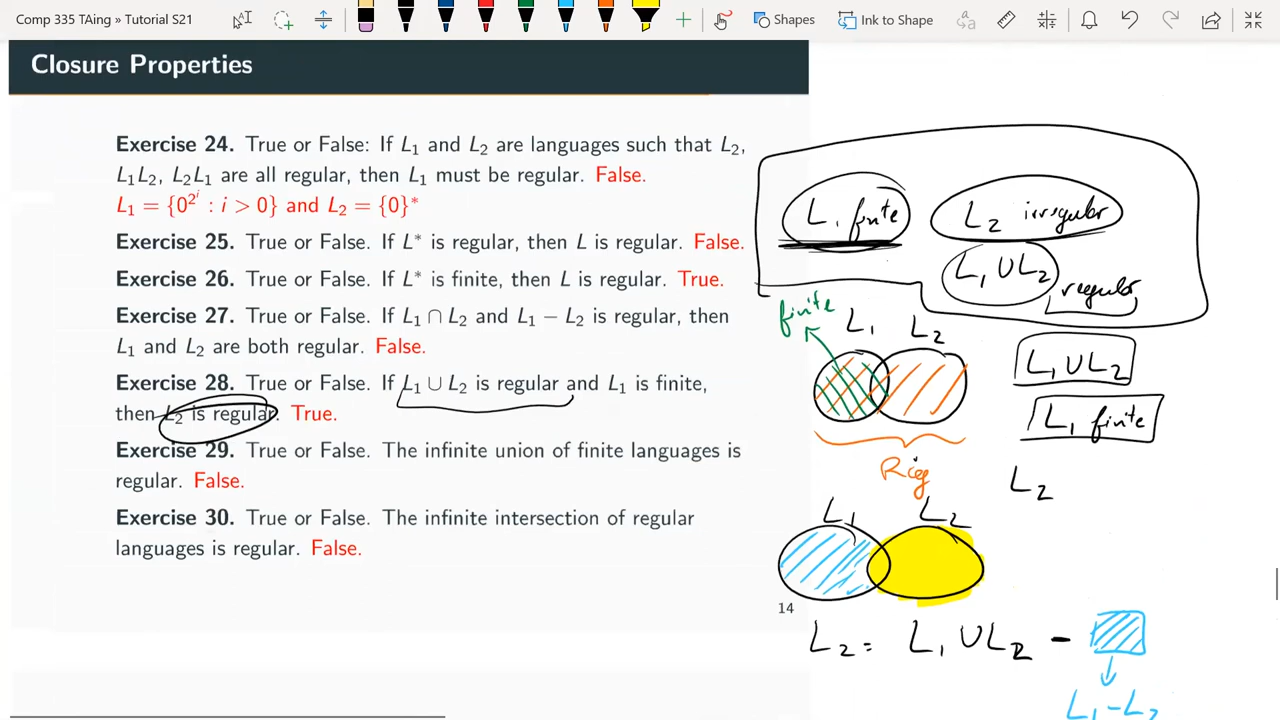 Comp 335 TAing » Tutorial S21
Shapes
Ink to Shape
Closure Properties
Exercise 24. True or False: If L₁ and L₂ are languages such that L₂,
L₁L₂, L₂L₁ are all regular, then L₁ must be regular. False.
L₁ = {0^{2^i} : i > 0} and L₂ = {0}*
Exercise 25. True or False. If L* is regular, then L is regular. False.
Exercise 26. True or False. If L* is finite, then L is regular. True.
Exercise 27. True or False. If L₁ ∩ L₂ and L₁ − L₂ is regular, then
L₁ and L₂ are both regular. False.
Exercise 28. True or False. If L₁ ∪ L₂ is regular and L₁ is finite,
then L₂ is regular. True.
Exercise 29. True or False. The infinite union of finite languages is
regular. False.
Exercise 30. True or False. The infinite intersection of regular
languages is regular. False.
14
L₁ finite
L₂ irregular
L₁ ∪ L₂
regular
finite
L₁
L₂
L₁ ∪ L₂
L₁ finite
Reg
L₂
L₁
L₂
L₂ = L₁ ∪ L₂ -
L₁ - L₂